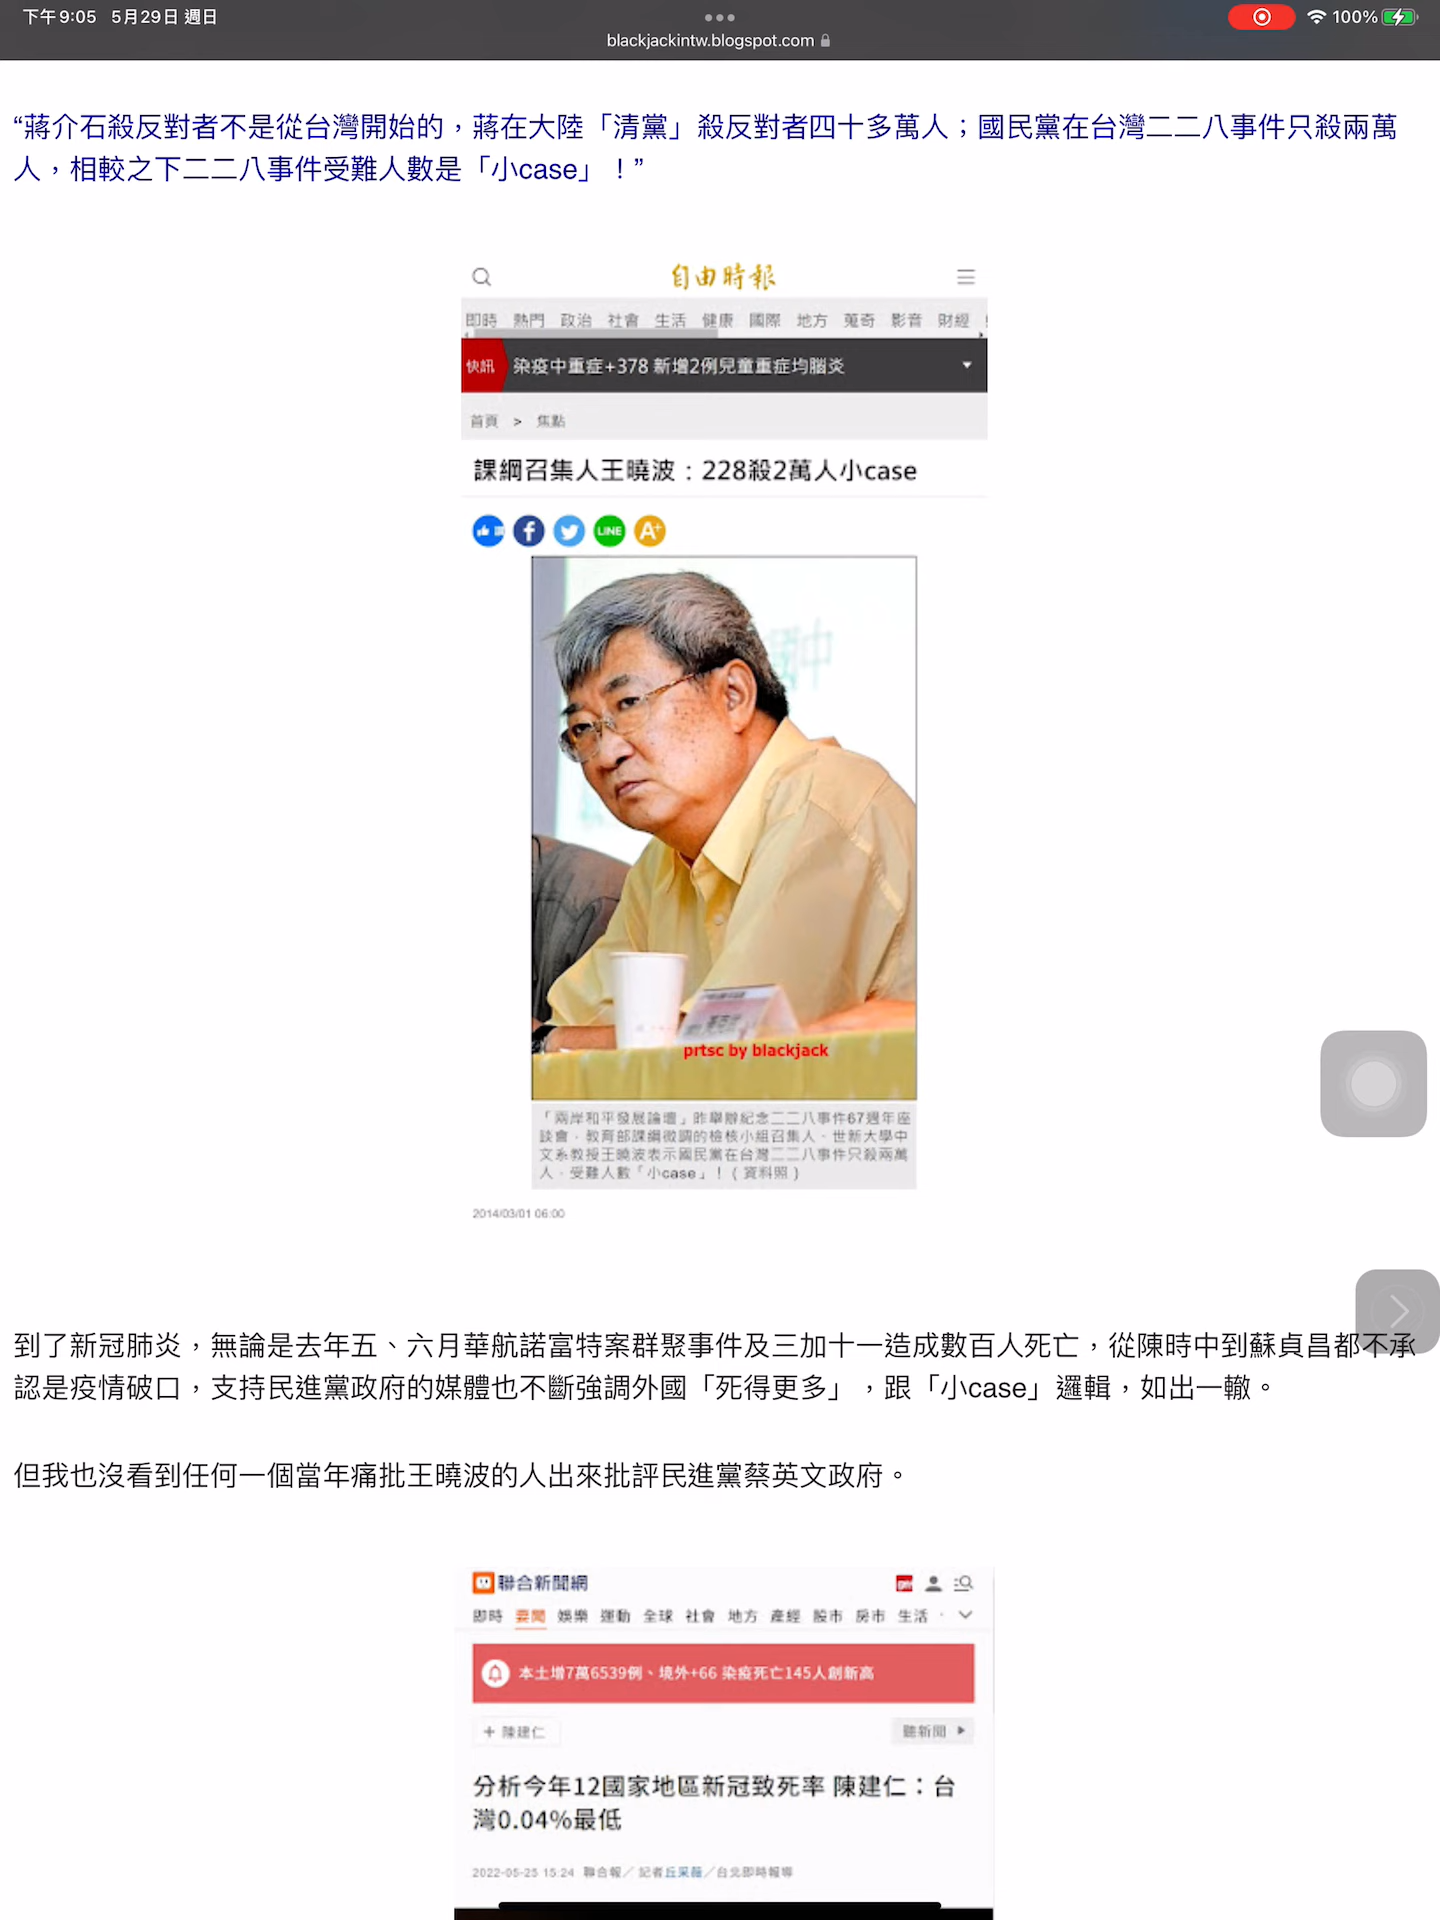 下午9:05 5月29日 週日
100%
blackjackintw.blogspot.com
“蔣介石殺反對者不是從台灣開始的，蔣在大陸「清黨」殺反對者四十多萬人；國民黨在台灣二二八事件只殺兩萬
人，相較之下二二八事件受難人數是「小case」！”
自由時報
即時 熱門 政治 社會 生活 健康 國際 地方 蒐奇 影音 財經
快訊 染疫中重症+378 新增2例兒童重症均腦炎
首頁 > 焦點
課綱召集人王曉波：228殺2萬人小case
LINE A+
prtsc by blackjack
「兩岸和平發展論壇」昨舉辦紀念二二八事件67週年座
談會，教育部課綱微調的檢核小組召集人、世新大學中
文系教授王曉波表示國民黨在台灣二二八事件只殺兩萬
人，受難人數「小case」！（資料照）
2014/03/01 06:00
到了新冠肺炎，無論是去年五、六月華航諾富特案群聚事件及三加十一造成數百人死亡，從陳時中到蘇貞昌都不承
認是疫情破口，支持民進黨政府的媒體也不斷強調外國「死得更多」，跟「小case」邏輯，如出一轍。
但我也沒看到任何一個當年痛批王曉波的人出來批評民進黨蔡英文政府。
聯合新聞網
即時 要聞 娛樂 運動 全球 社會 地方 產經 股市 房市 生活
本土增7萬6539例、境外+66 染疫死亡145人創新高
+ 陳建仁
聽新聞
分析今年12國家地區新冠致死率 陳建仁：台
灣0.04%最低
2022-05-25 15:24 聯合報／ 記者丘采薇／台北即時報導